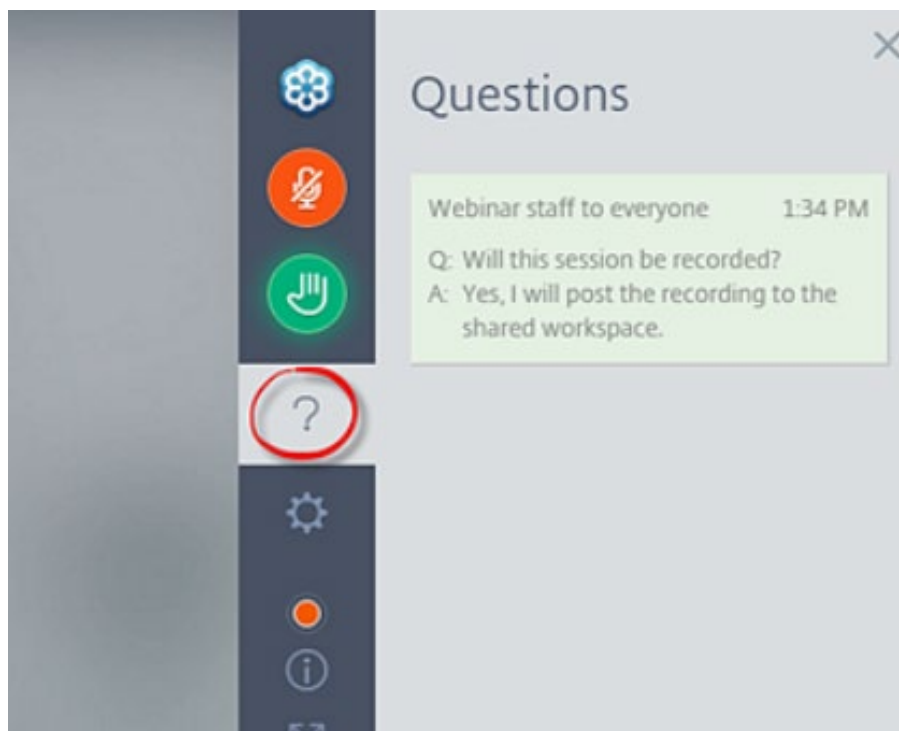 Questions
Webinar staff to everyone 1:34 PM
Q: Will this session be recorded?
A: Yes, I will post the recording to the
shared workspace.